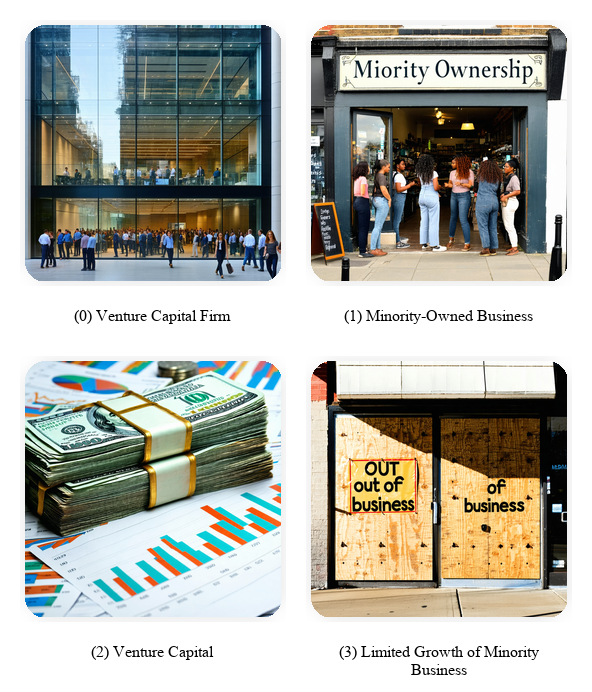 Miority Ownershp
(0) Venture Capital Firm
(1) Minority-Owned Business
OUT
out of
business
of
business
(2) Venture Capital
(3) Limited Growth of Minority
Business